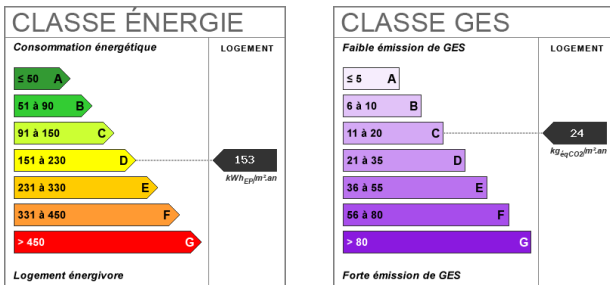 CLASSE ÉNERGIE
Consommation énergétique
LOGEMENT
≤ 50 A
51 à 90 B
91 à 150 C
151 à 230 D
153
kWhEP/m².an
231 à 330 E
331 à 450 F
> 450 G
Logement énergivore
CLASSE GES
Faible émission de GES
LOGEMENT
≤ 5 A
6 à 10 B
11 à 20 C
24
kgéqCO2/m².an
21 à 35 D
36 à 55 E
56 à 80 F
> 80 G
Forte émission de GES